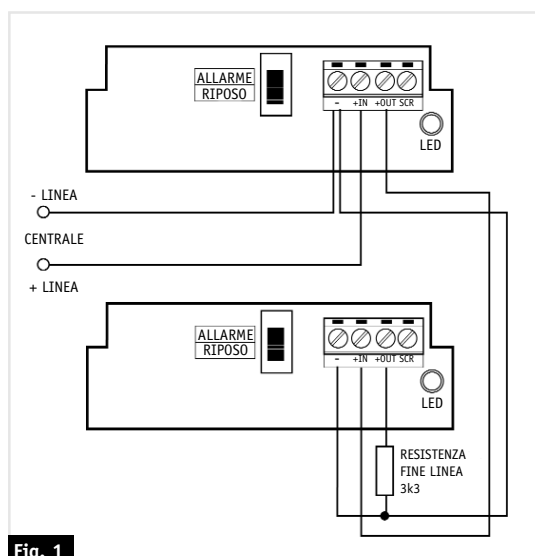 ALLARME
RIPOSO
- +IN +OUT SCR
LED
- LINEA
CENTRALE
+ LINEA
ALLARME
RIPOSO
- +IN +OUT SCR
LED
RESISTENZA
FINE LINEA
3k3
Fig. 1